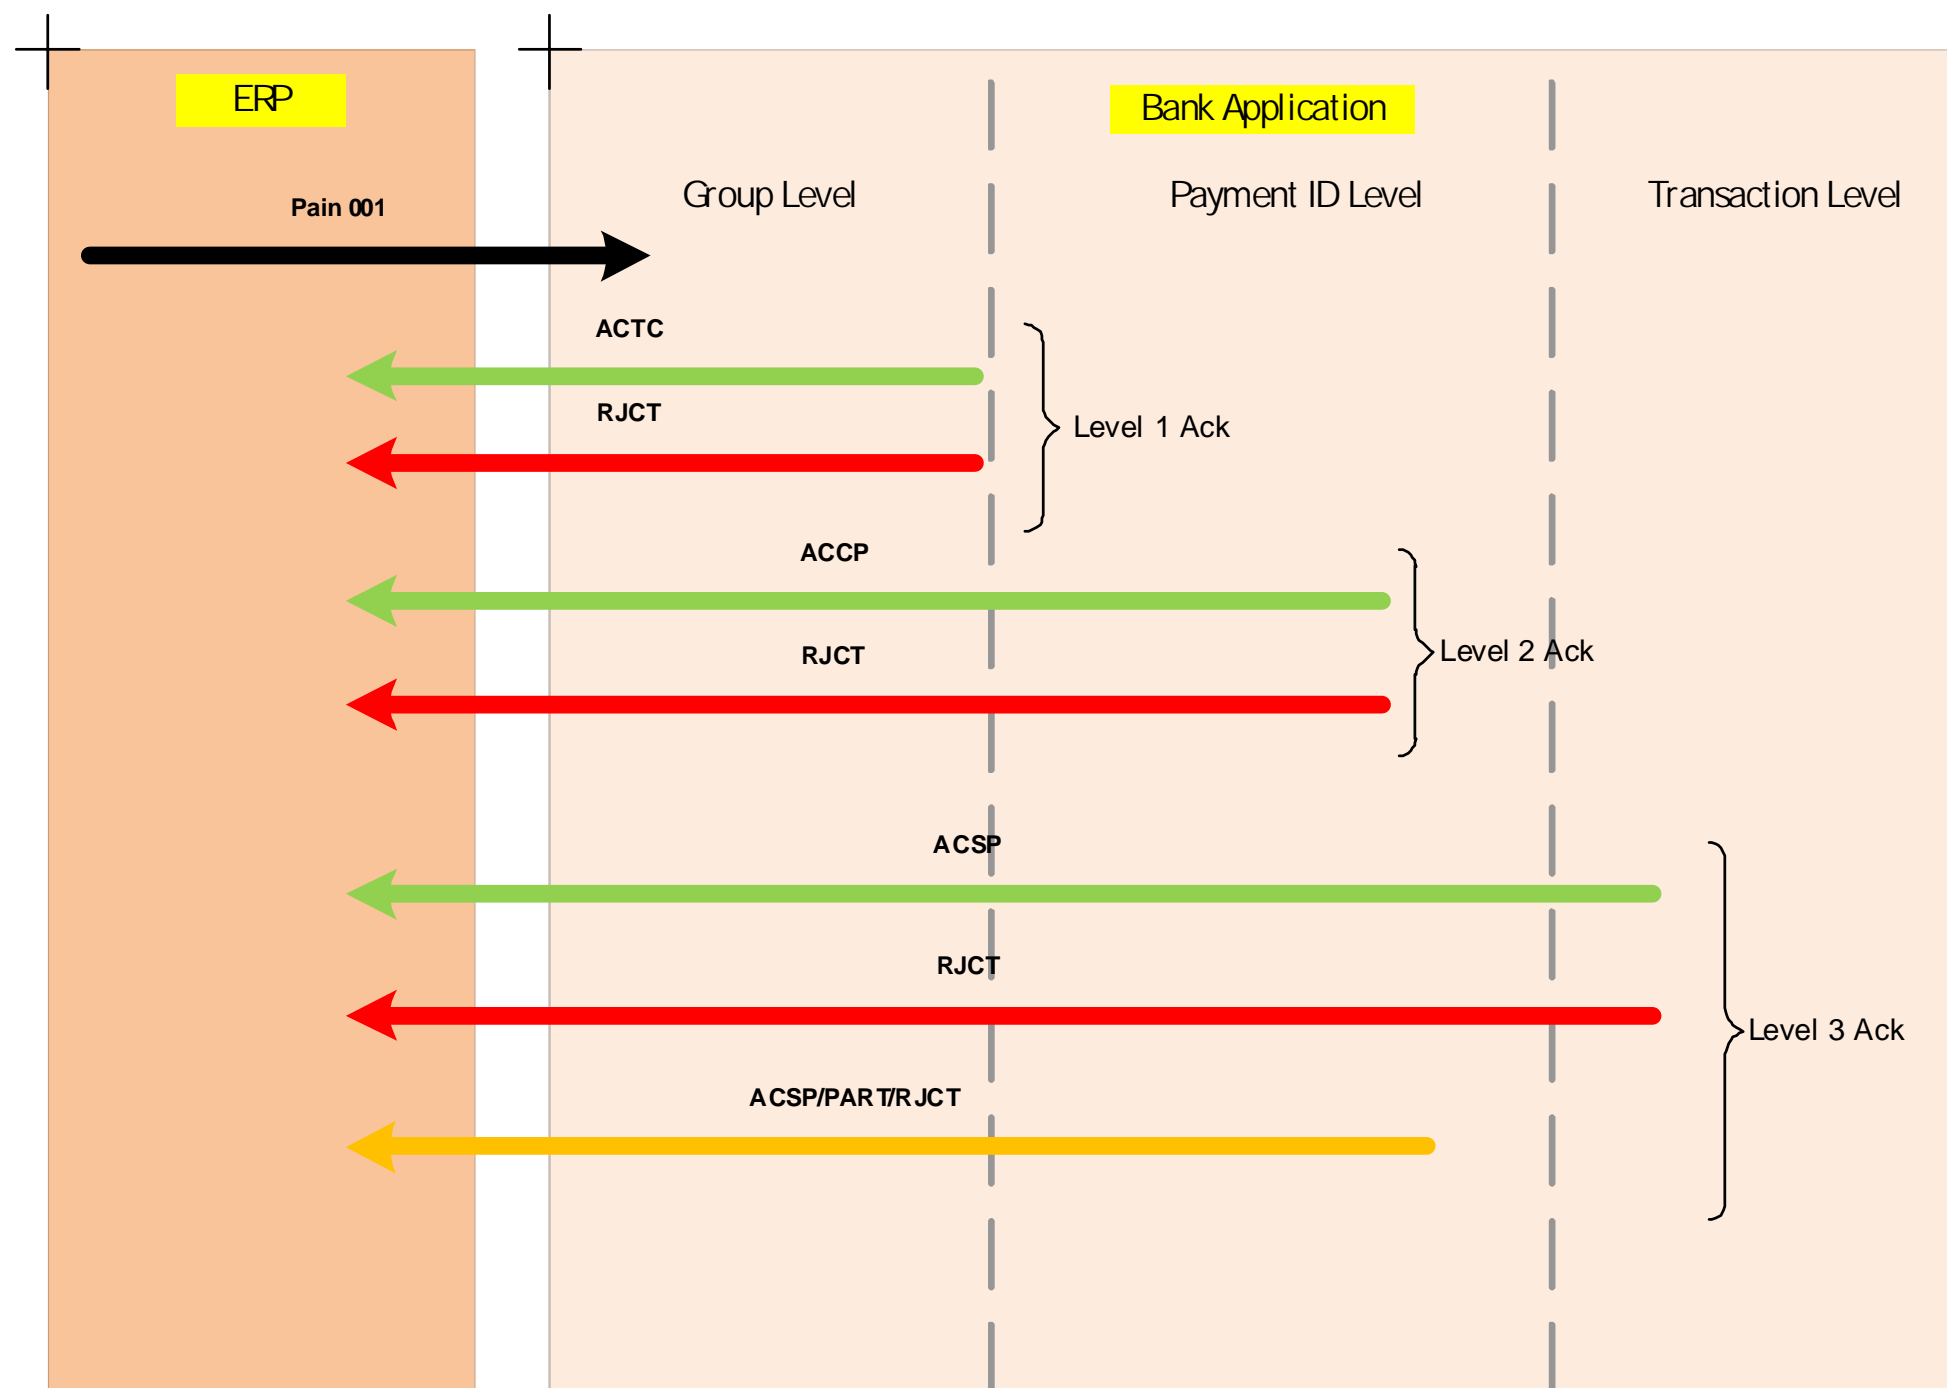 ERP
Bank Application
Group Level
Payment ID Level
Transaction Level
Pain 001
ACTC
RJCT
Level 1 Ack
ACCP
RJCT
Level 2 Ack
ACSP
RJCT
Level 3 Ack
ACSP/PART/RJCT